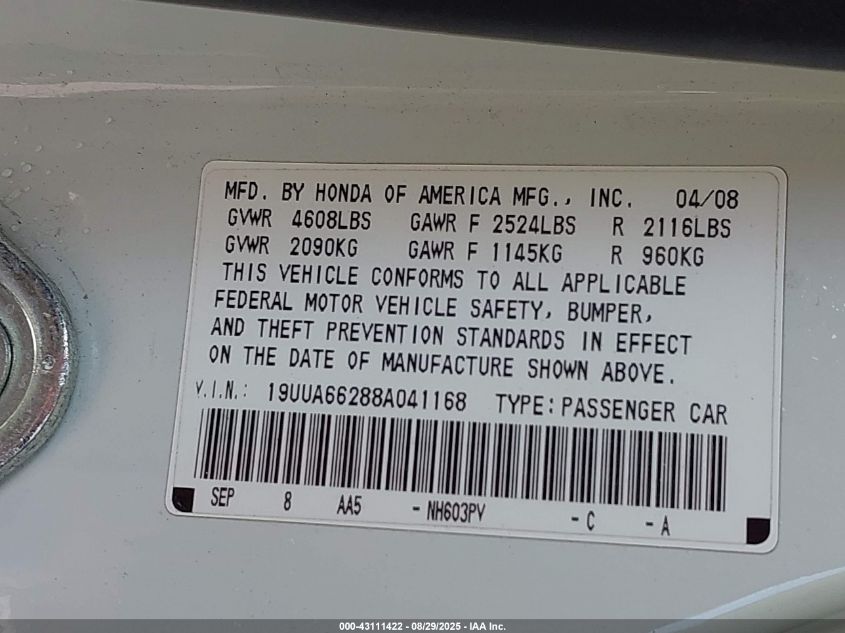 MFD. BY HONDA OF AMERICA MFG., INC. 04/08
GVWR 4608LBS GAWR F 2524LBS R 2116LBS
GVWR 2090KG GAWR F 1145KG R 960KG
THIS VEHICLE CONFORMS TO ALL APPLICABLE
FEDERAL MOTOR VEHICLE SAFETY, BUMPER,
AND THEFT PREVENTION STANDARDS IN EFFECT
ON THE DATE OF MANUFACTURE SHOWN ABOVE.
V.I.N.: 19UUA66288A041168 TYPE:PASSENGER CAR
SEP 8 AA5 -NH603PV -C -A
000-43111422 - 08/29/2025 - IAA Inc.